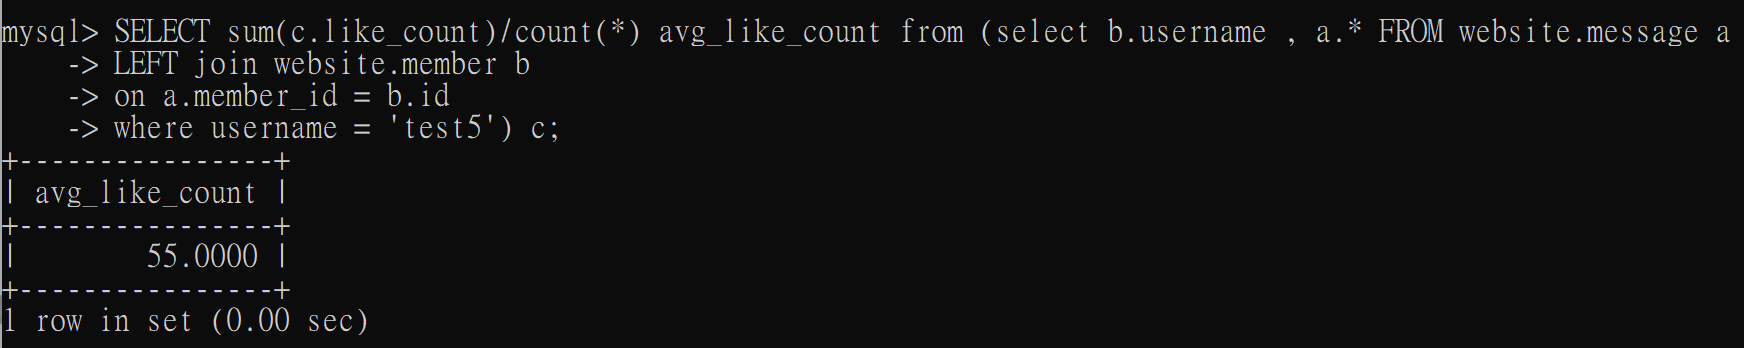 mysql> SELECT sum(c.like_count)/count(*) avg_like_count from (select b.username , a.* FROM website.message a
    -> LEFT join website.member b
    -> on a.member_id = b.id
    -> where username = 'test5') c;
+----------------+
| avg_like_count |
+----------------+
|        55.0000 |
+----------------+
1 row in set (0.00 sec)